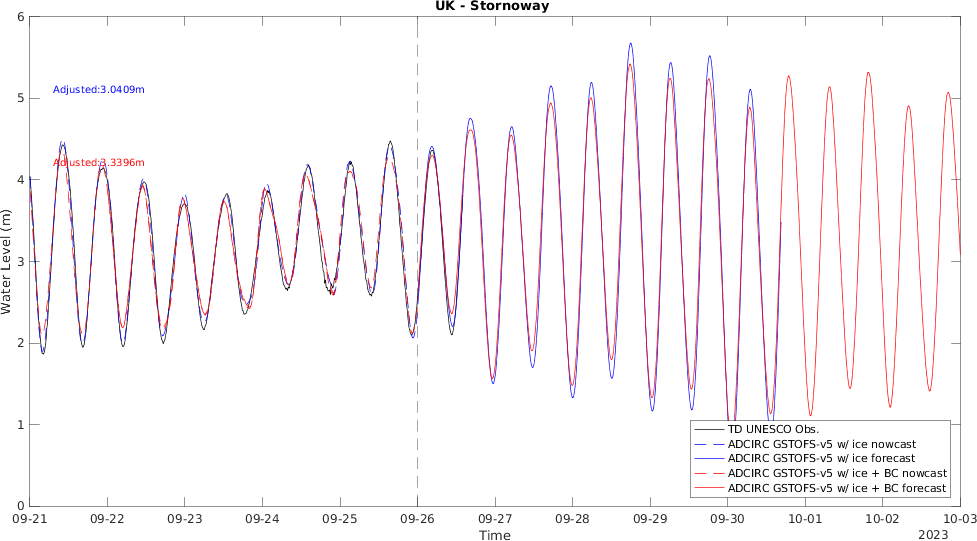 UK - Stornoway
6
5
4
3
2
1
0
Water Level (m)
Adjusted:3.0409m
Adjusted:3.3396m
TD UNESCO Obs.
ADCIRC GSTOFS-v5 w/ ice nowcast
ADCIRC GSTOFS-v5 w/ ice forecast
ADCIRC GSTOFS-v5 w/ ice + BC nowcast
ADCIRC GSTOFS-v5 w/ ice + BC forecast
09-21 09-22 09-23 09-24 09-25 09-26 09-27 09-28 09-29 09-30 10-01 10-02 10-03
Time
2023